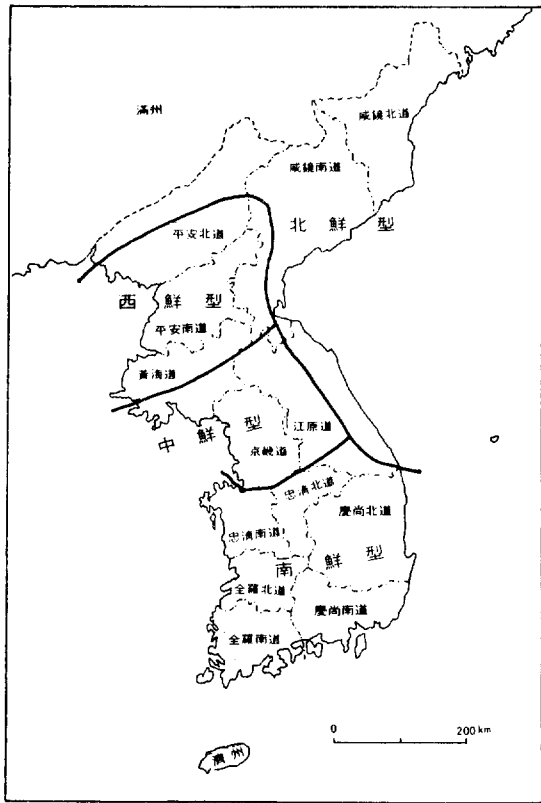 満州
咸鏡北道
咸鏡南道
北鮮型
平安北道
西鮮型
平安南道
黃海道
中鮮型
江原道
京畿道
忠清北道
忠清南道
慶尚北道
南鮮型
全羅北道
慶尚南道
全羅南道
0 200 km
濟州